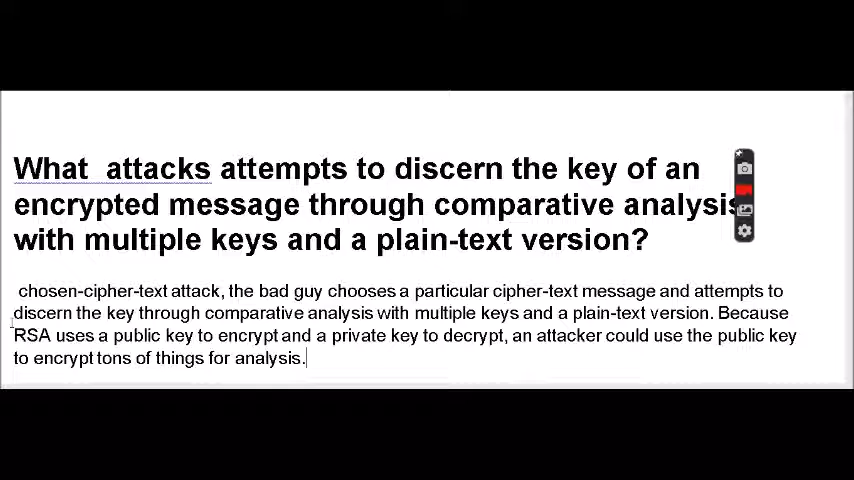 What  attacks attempts to discern the key of an
encrypted message through comparative analysis
with multiple keys and a plain-text version?
chosen-cipher-text attack, the bad guy chooses a particular cipher-text message and attempts to
discern the key through comparative analysis with multiple keys and a plain-text version. Because
RSA uses a public key to encrypt and a private key to decrypt, an attacker could use the public key
to encrypt tons of things for analysis.